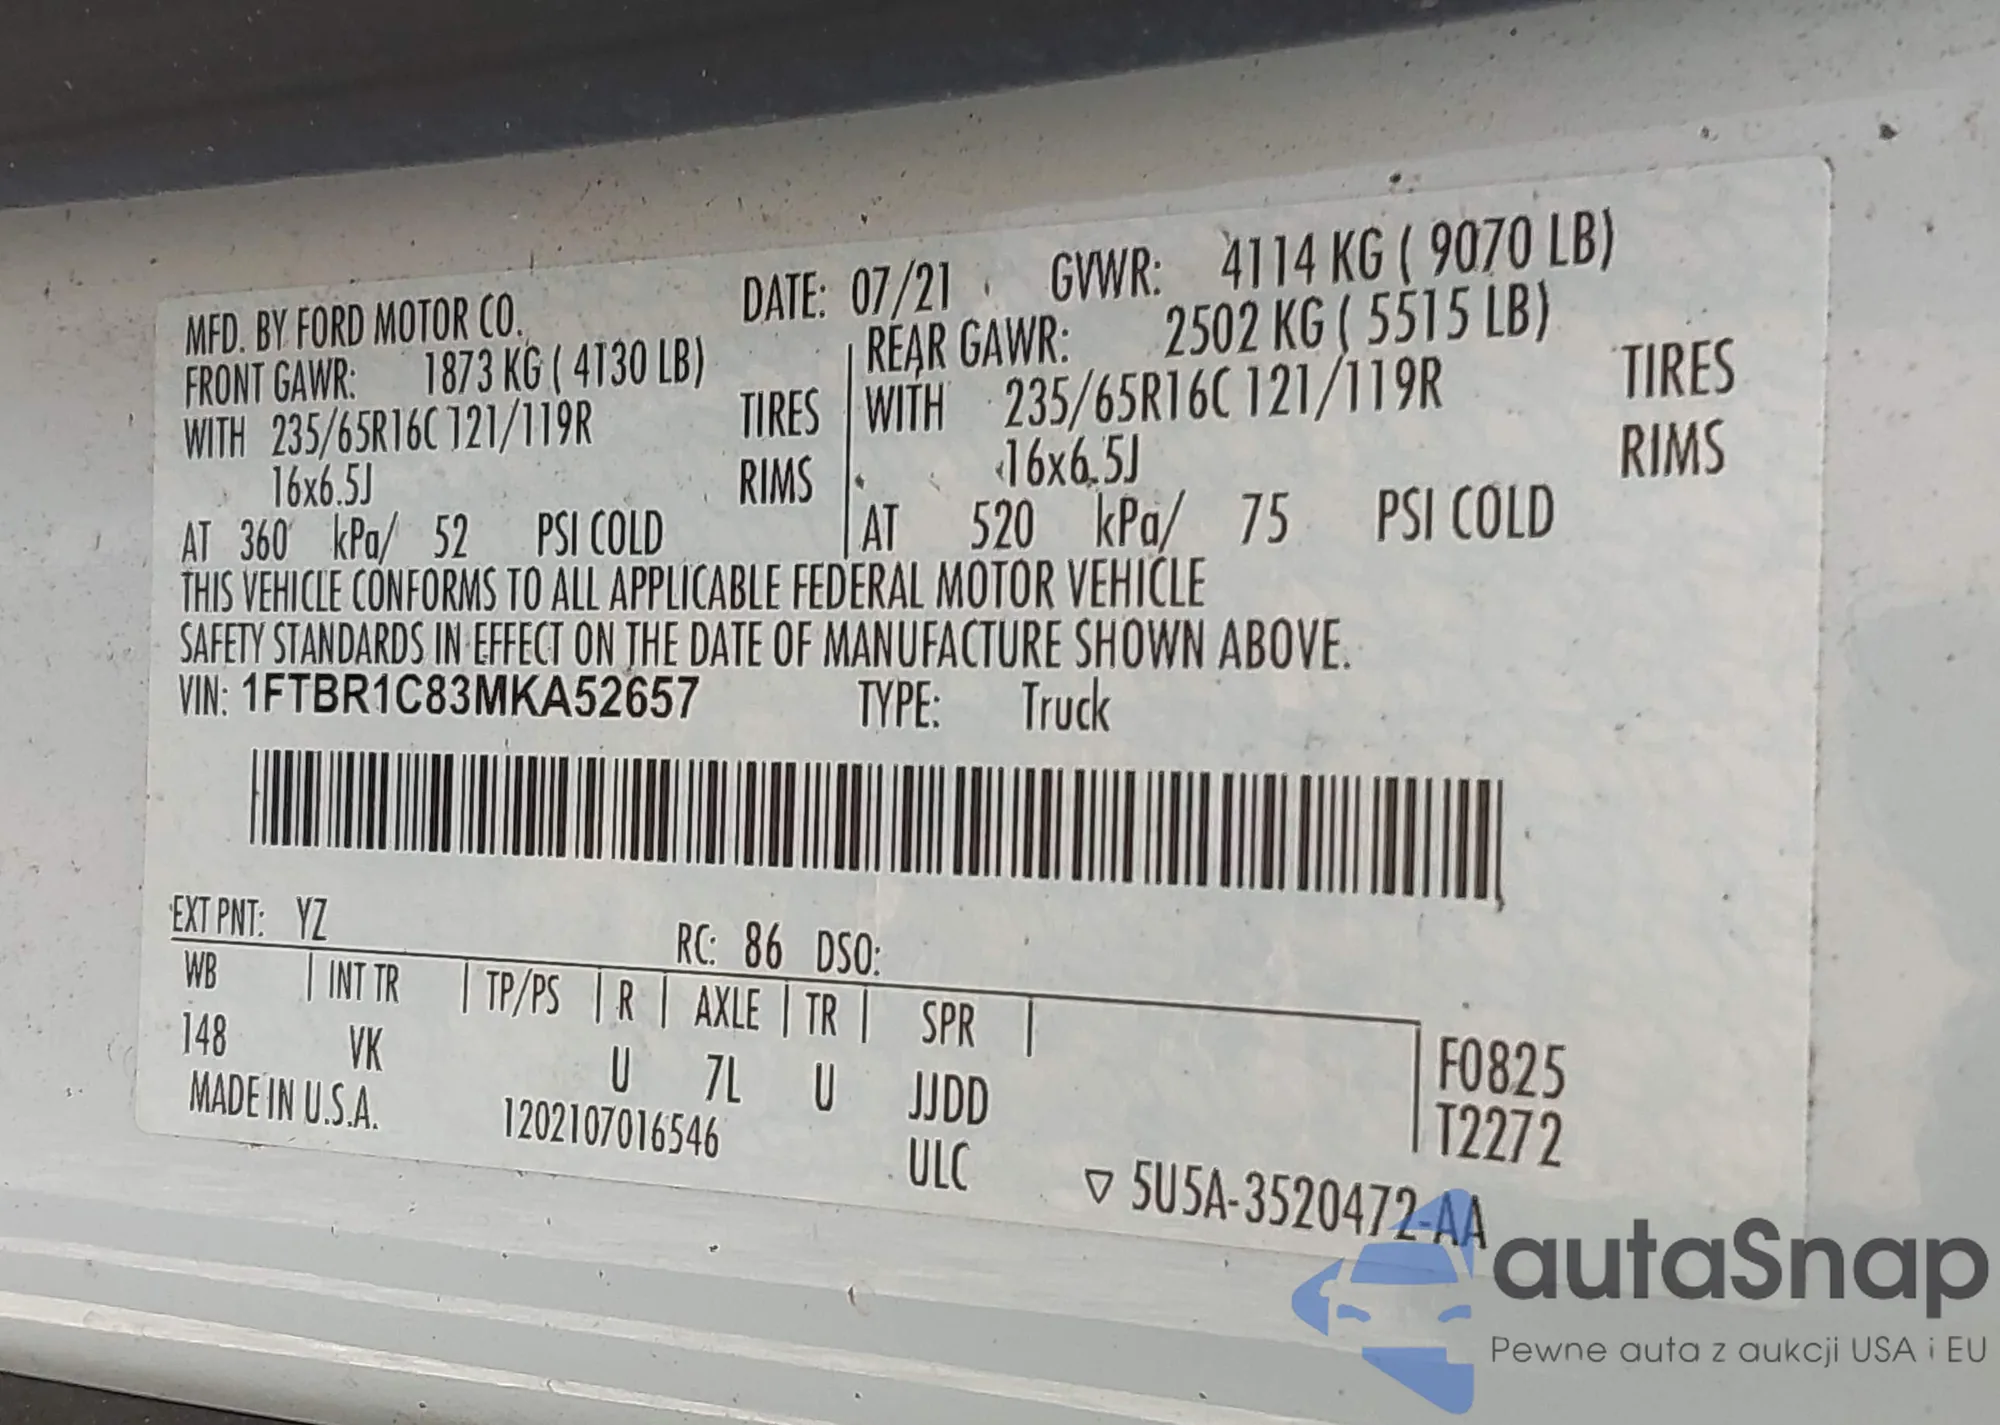 MFD. BY FORD MOTOR CO. DATE: 07/21 GVWR: 4114 KG ( 9070 LB)
FRONT GAWR: 1873 KG ( 4130 LB) REAR GAWR: 2502 KG ( 5515 LB)
WITH 235/65R16C 121/119R TIRES WITH 235/65R16C 121/119R TIRES
16x6.5J RIMS 16x6.5J RIMS
AT 360 kPa/ 52 PSI COLD AT 520 kPa/ 75 PSI COLD
THIS VEHICLE CONFORMS TO ALL APPLICABLE FEDERAL MOTOR VEHICLE
SAFETY STANDARDS IN EFFECT ON THE DATE OF MANUFACTURE SHOWN ABOVE.
VIN: 1FTBR1C83MKA52657 TYPE: Truck
EXT PNT: YZ RC: 86 DSO:
WB | INT TR | TP/PS | R | AXLE | TR | SPR |
148 VK U 7L U JJDD F0825
MADE IN U.S.A. 1202107016546 ULC T2272
▽ 5U5A-3520472-AA
autaSnap
Pewne auta z aukcji USA i EU